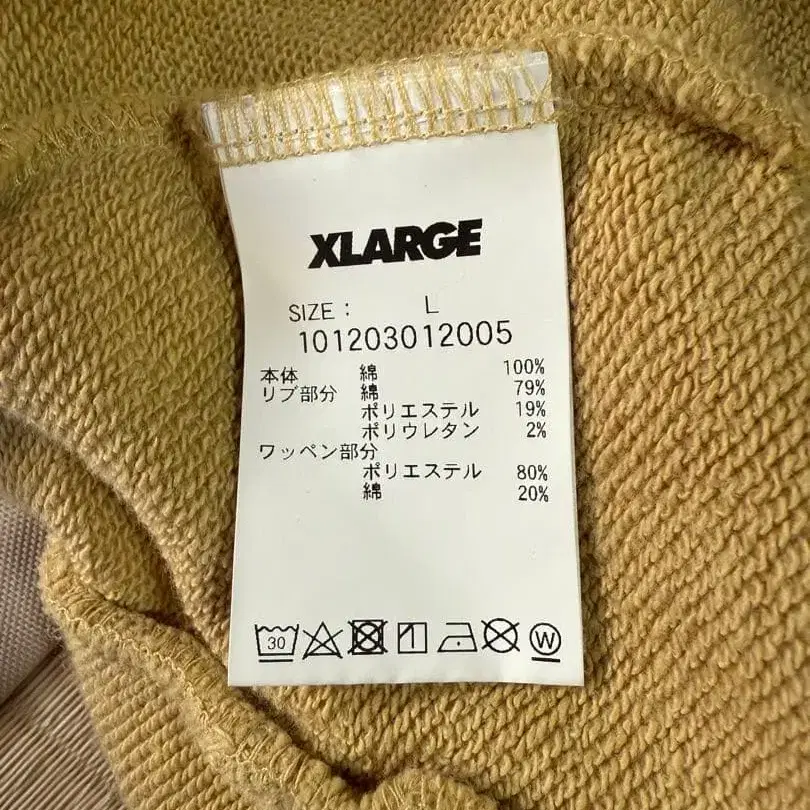 XLARGE
SIZE : L
101203012005
本体 綿 100%
リブ部分 綿 79%
ポリエステル 19%
ポリウレタン 2%
ワッペン部分
ポリエステル 80%
綿 20%
30 W